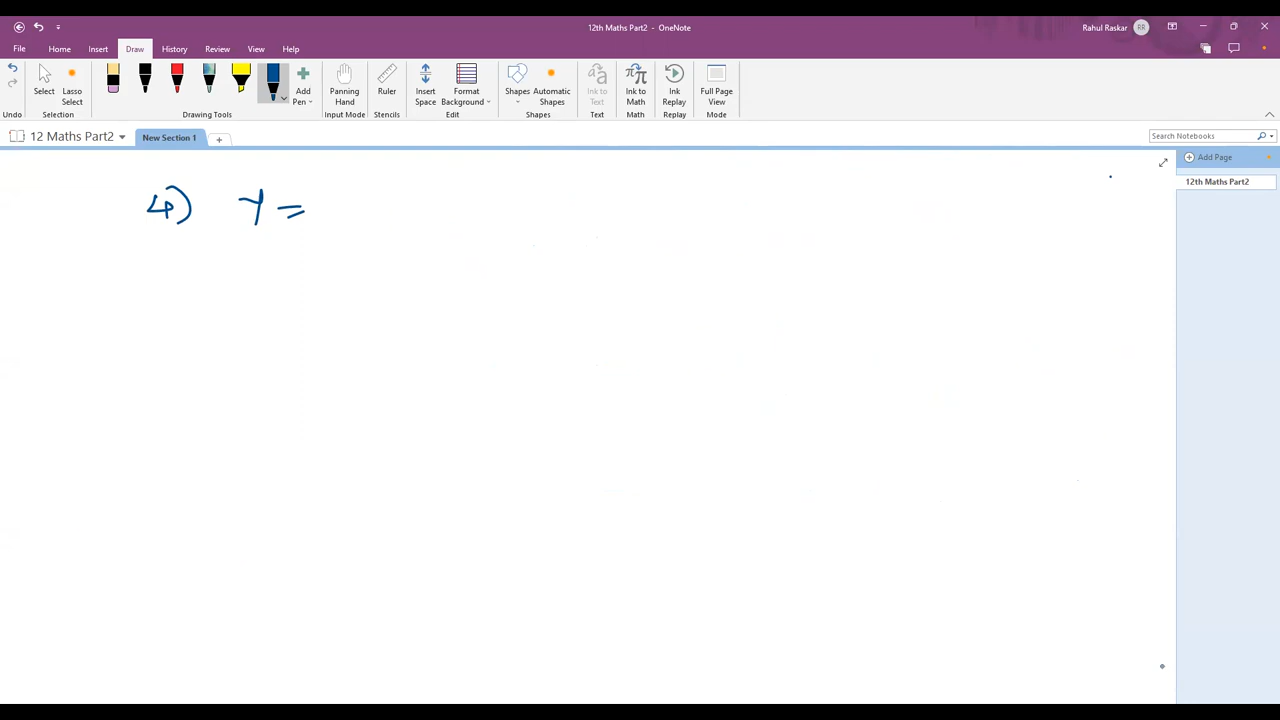 12th Maths Part2 - OneNote
Rahul Raskar RR
File Home Insert Draw History Review View Help
Select Lasso Select Add Pen Panning Hand Ruler Insert Space Format Background Shapes Automatic Shapes Ink to Text Ink to Math Ink Replay Full Page View
Undo Selection Drawing Tools Input Mode Stencils Edit Shapes Text Math Replay Mode
12 Maths Part2 New Section 1 Search Notebooks
Add Page
12th Maths Part2
4) Y =